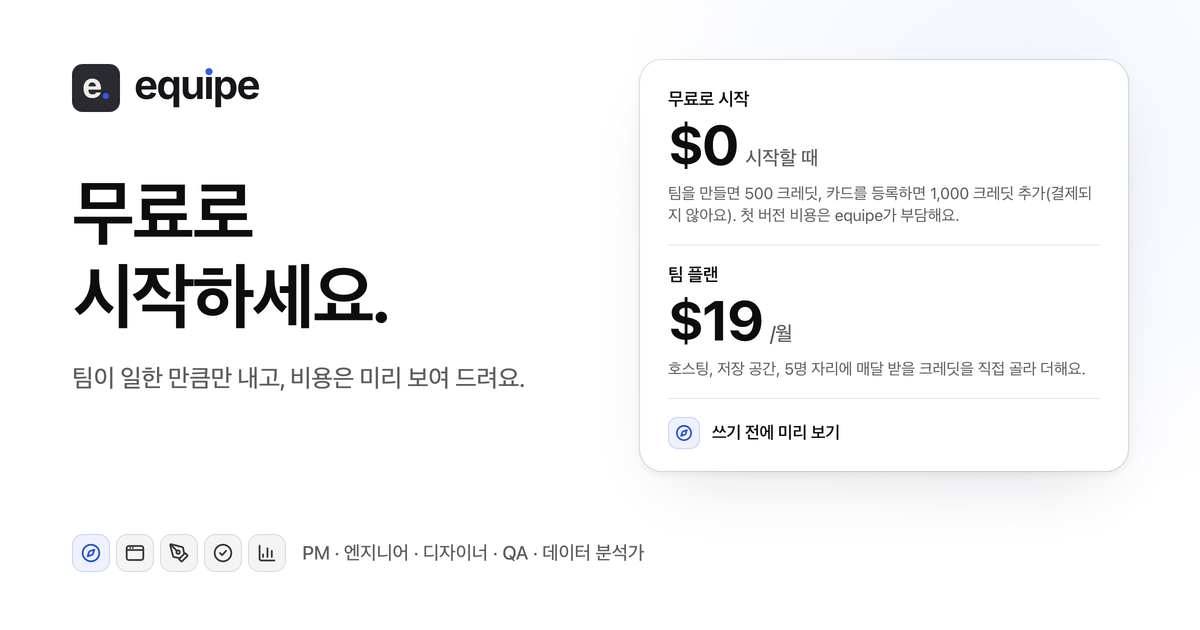 e.
equipe
무료로
시작하세요.
팀이 일한 만큼만 내고, 비용은 미리 보여 드려요.
무료로 시작
$0 시작할 때
팀을 만들면 500 크레딧, 카드를 등록하면 1,000 크레딧 추가(결제되
지 않아요). 첫 버전 비용은 equipe가 부담해요.
팀 플랜
$19 /월
호스팅, 저장 공간, 5명 자리에 매달 받을 크레딧을 직접 골라 더해요.
쓰기 전에 미리 보기
PM · 엔지니어 · 디자이너 · QA · 데이터 분석가